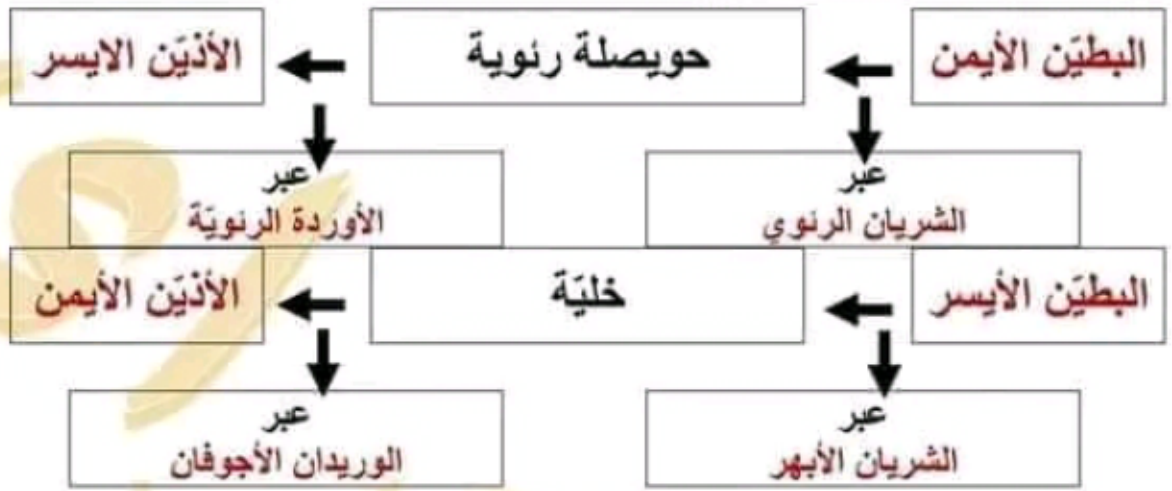 البطيّن الأيمن
حويصلة رئوية
الأذيّن الايسر
عبر
الشريان الرئوي
عبر
الأوردة الرئويّة
البطيّن الأيسر
خليّة
الأذيّن الأيمن
عبر
الشريان الأبهر
عبر
الوريدان الأجوفان